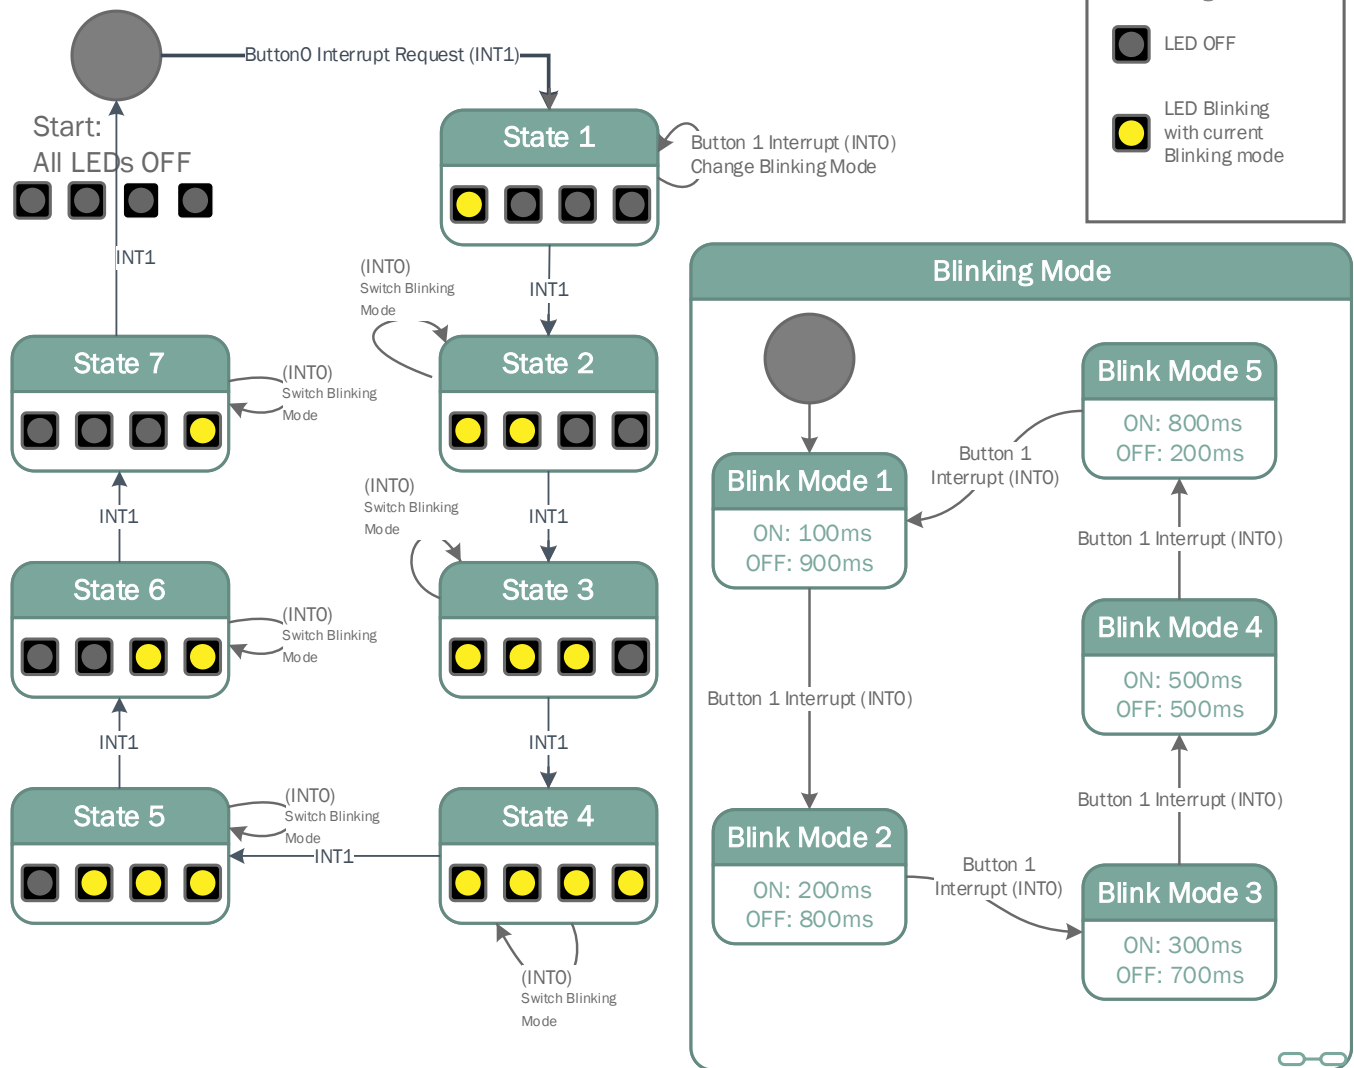 Button0 Interrupt Request (INT1)
Start:
All LEDs OFF
INT1
State 1
Button 1 Interrupt (INT0)
Change Blinking Mode
INT1
(INT0)
Switch Blinking
Mode
State 2
INT1
(INT0)
Switch Blinking
Mode
State 3
INT1
State 4
(INT0)
Switch Blinking
Mode
INT1
State 5
(INT0)
Switch Blinking
Mode
INT1
State 6
(INT0)
Switch Blinking
Mode
INT1
State 7
(INT0)
Switch Blinking
Mode
LED OFF
LED Blinking
with current
Blinking mode
Blinking Mode
Blink Mode 1
ON: 100ms
OFF: 900ms
Button 1 Interrupt (INT0)
Blink Mode 2
ON: 200ms
OFF: 800ms
Button 1
Interrupt (INT0)
Blink Mode 3
ON: 300ms
OFF: 700ms
Button 1 Interrupt (INT0)
Blink Mode 4
ON: 500ms
OFF: 500ms
Button 1 Interrupt (INT0)
Blink Mode 5
ON: 800ms
OFF: 200ms
Button 1
Interrupt (INT0)